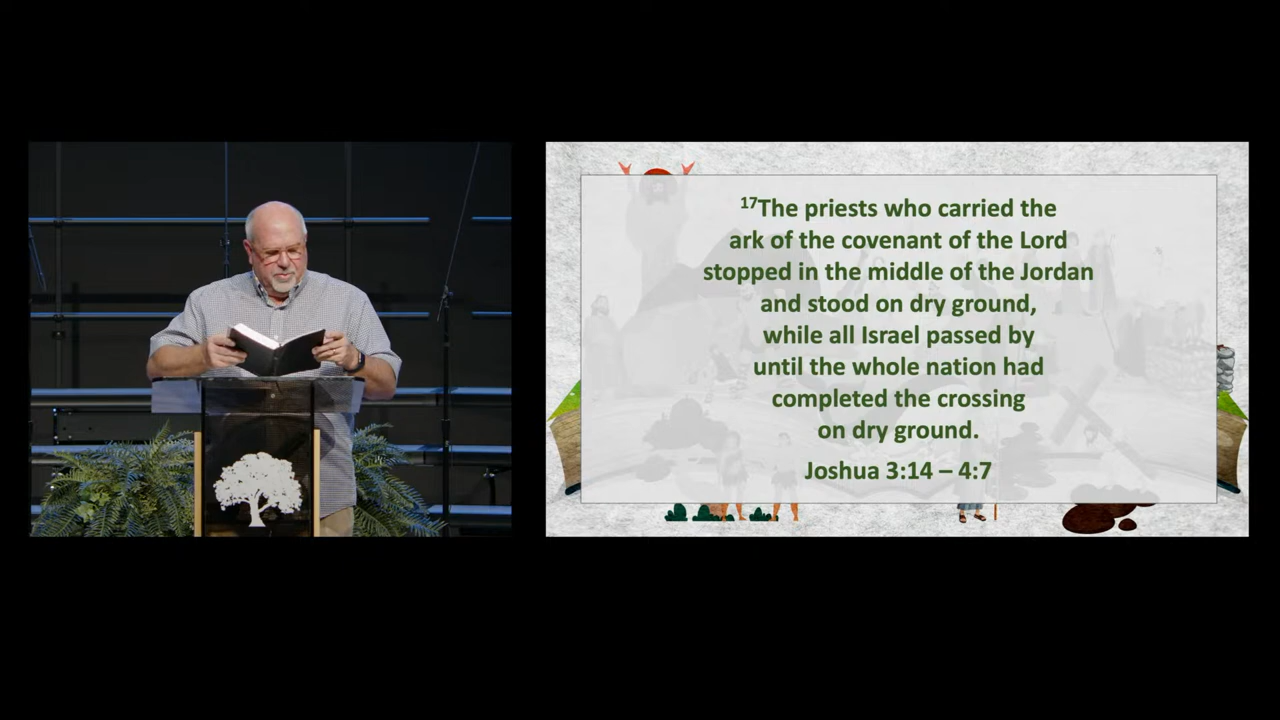 ¹⁷The priests who carried the
ark of the covenant of the Lord
stopped in the middle of the Jordan
and stood on dry ground,
while all Israel passed by
until the whole nation had
completed the crossing
on dry ground.
Joshua 3:14 – 4:7